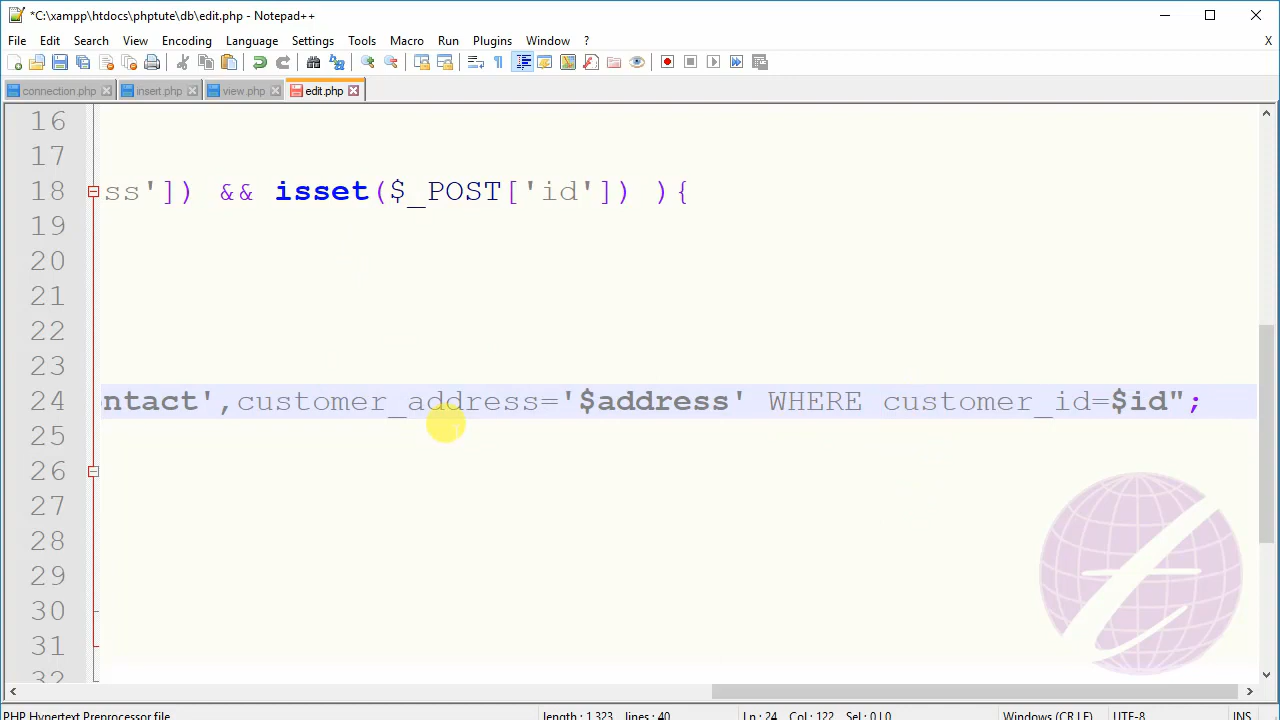 *C:\xampp\htdocs\phptute\db\edit.php - Notepad++
File Edit Search View Encoding Language Settings Tools Macro Run Plugins Window ?
X
connection.php insert.php view.php edit.php
16
17
18 ss']) && isset($_POST['id']) ){
19
20
21
22
23
24 ontact',customer_address='$address' WHERE customer_id=$id";
25
26
27
28
29
30
31
32
PHP Hypertext Preprocessor file length : 1,323 lines : 40 Ln : 24 Col : 122 Sel : 0 | 0 Windows (CR LF) UTF-8 INS